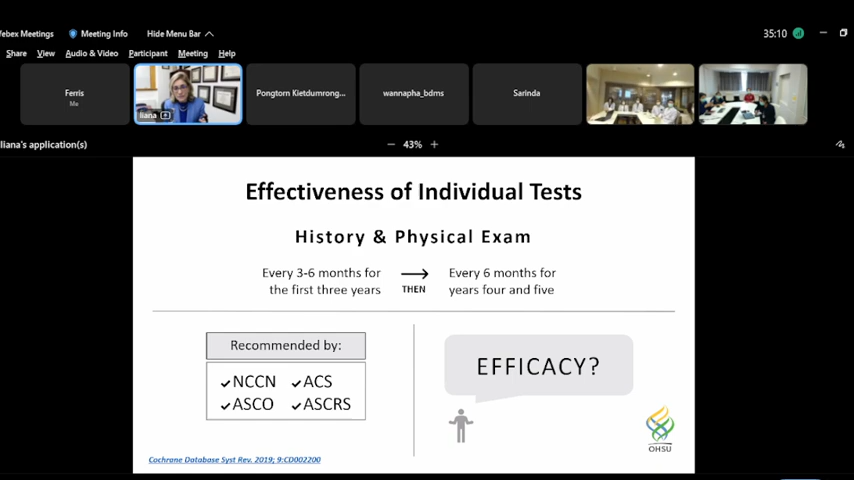 Webex Meetings Meeting Info Hide Menu Bar 35:10
Share View Audio & Video Participant Meeting Help
Ferris
Me
liana
Pongtorn Kietdumrong...
wannapha_bdms
Sarinda
liana's application(s) 43%
Effectiveness of Individual Tests
History & Physical Exam
Every 3-6 months for
the first three years
THEN
Every 6 months for
years four and five
Recommended by:
NCCN ACS
ASCO ASCRS
EFFICACY?
OHSU
Cochrane Database Syst Rev. 2019; 9:CD002200